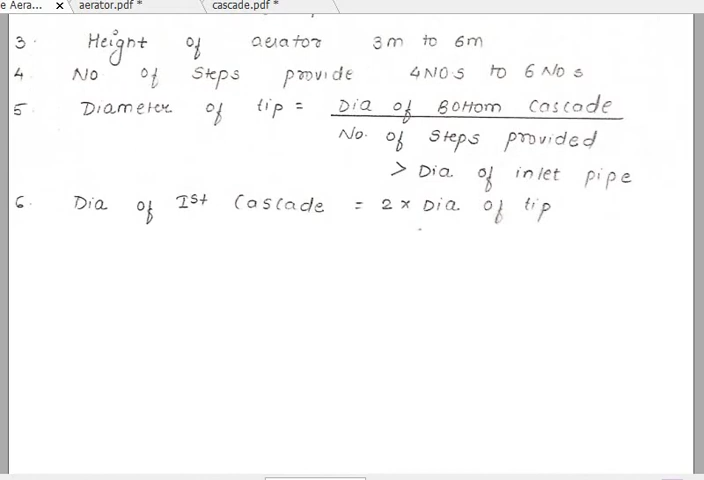 e Aera... x aerator.pdf * cascade.pdf *
3. Height of aerator 3m to 6m
4 No of Steps provide 4NOS to 6 Nos
5. Diameter of tip = Dia of Bottom Cascade
No. of Steps provided
> Dia of inlet pipe
6. Dia of Ist Cascade = 2 x Dia of tip